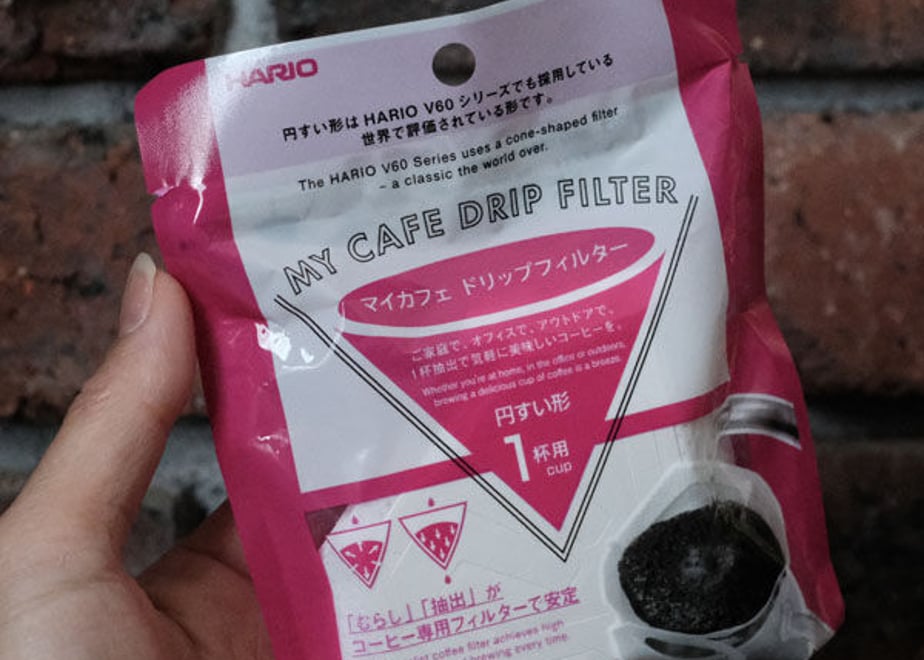 HARIO
円すい形は HARIO V60 シリーズでも採用している
世界で評価されている形です。
The HARIO V60 Series uses a cone-shaped filter
– a classic the world over.
MY CAFE DRIP FILTER
マイカフェ ドリップフィルター
ご家庭で、オフィスで、アウトドアで、
1杯抽出で気軽に美味しいコーヒーを。
Whether you're at home, in the office or outdoors,
brewing a delicious cup of coffee is a breeze.
円すい形
1杯用
cup
「むらし」「抽出」が
コーヒー専用フィルターで安定
coffee filter achieves high
brewing every time.